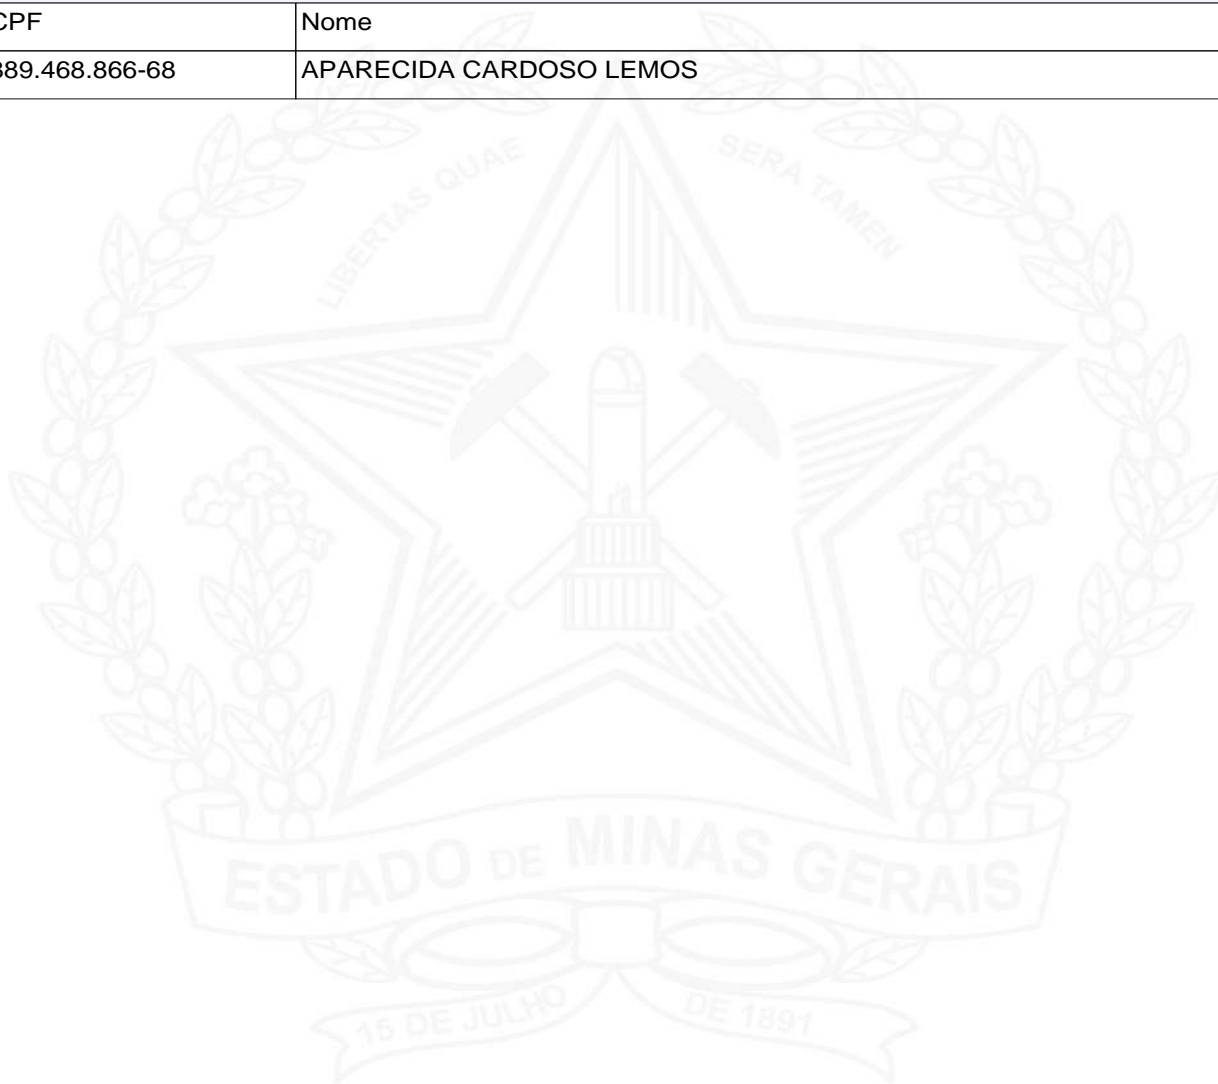 CPF Nome
889.468.866-68 APARECIDA CARDOSO LEMOS
LIBERTAS QUAE SERA TAMEN
ESTADO DE MINAS GERAIS
15 DE JULHO DE 1891